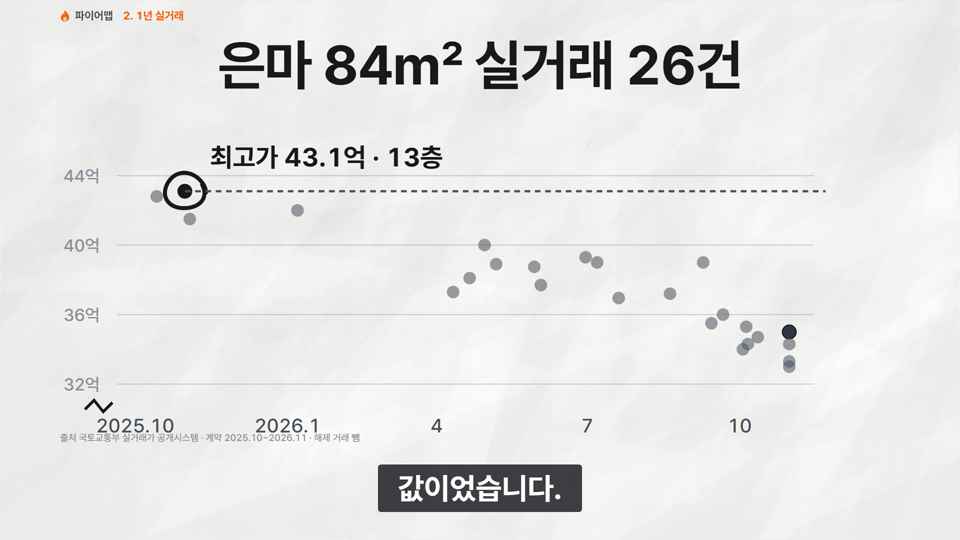 파이어맵 2. 1년 실거래
은마 84m² 실거래 26건
최고가 43.1억 · 13층
44억
40억
36억
32억
2025.10 2026.1 4 7 10
출처 국토교통부 실거래가 공개시스템 · 계약 2025.10~2026.11 · 해제 거래 뺌
값이었습니다.